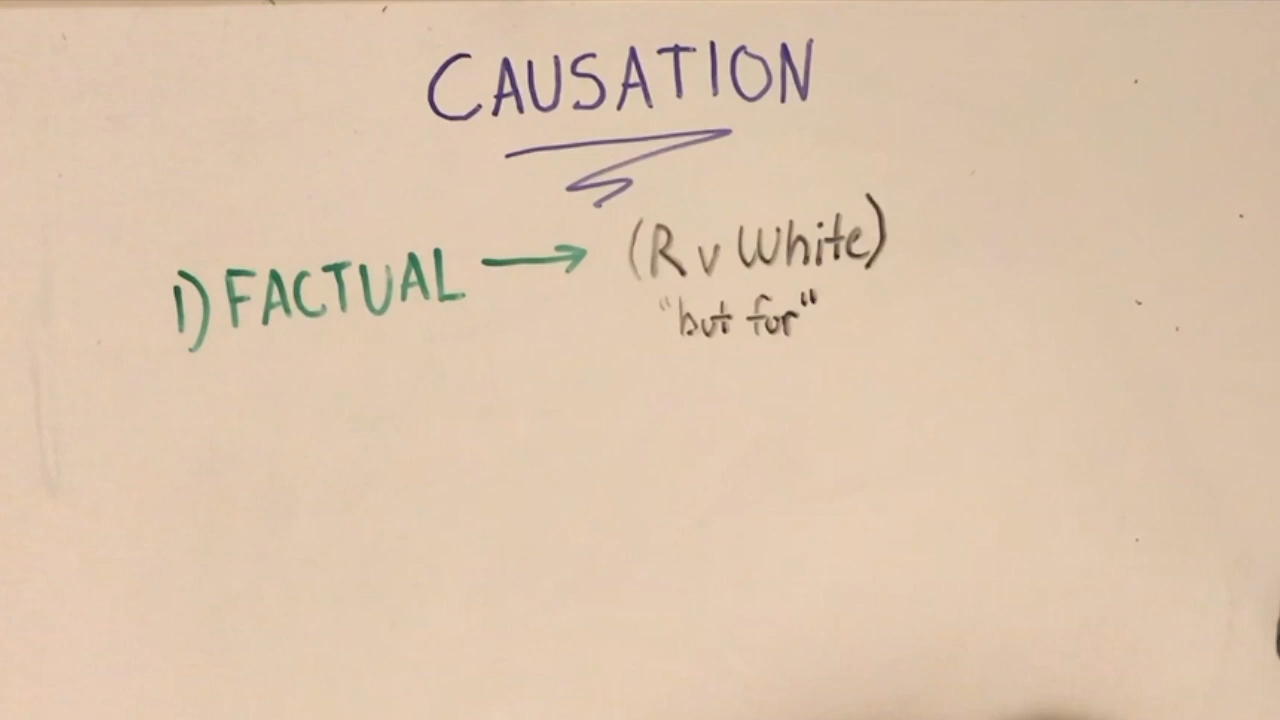 CAUSATION
1) FACTUAL → (R v White)
"but for"